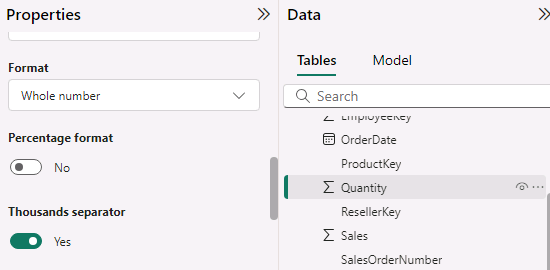 Properties
Format
Whole number
Percentage format
No
Thousands separator
Yes
Data
Tables
Model
Search
EmployeeKey
OrderDate
ProductKey
Quantity
ResellerKey
Sales
SalesOrderNumber